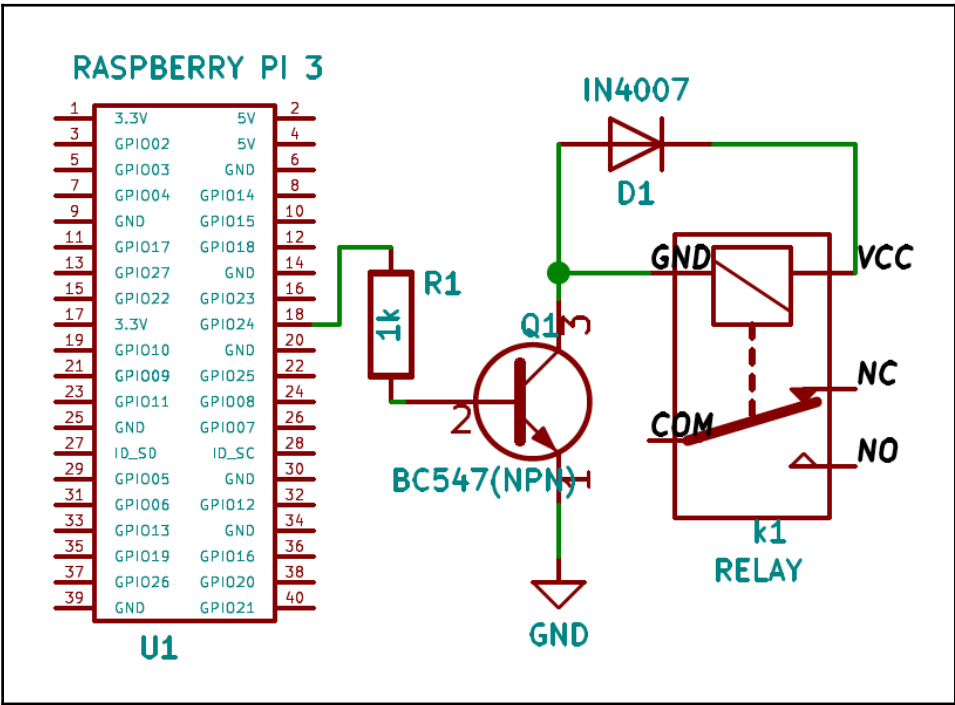 RASPBERRY PI 3
1 3.3V 5V 2
3 GPIO02 5V 4
5 GPIO03 GND 6
7 GPIO04 GPIO14 8
9 GND GPIO15 10
11 GPIO17 GPIO18 12
13 GPIO27 GND 14
15 GPIO22 GPIO23 16
17 3.3V GPIO24 18
19 GPIO10 GND 20
21 GPIO09 GPIO25 22
23 GPIO11 GPIO08 24
25 GND GPIO07 26
27 ID_SD ID_SC 28
29 GPIO05 GND 30
31 GPIO06 GPIO12 32
33 GPIO13 GND 34
35 GPIO19 GPIO16 36
37 GPIO26 GPIO20 38
39 GND GPIO21 40
U1
R1
1k
Q1
3
2
1
BC547(NPN)
GND
IN4007
D1
GND
VCC
NC
COM
NO
k1
RELAY